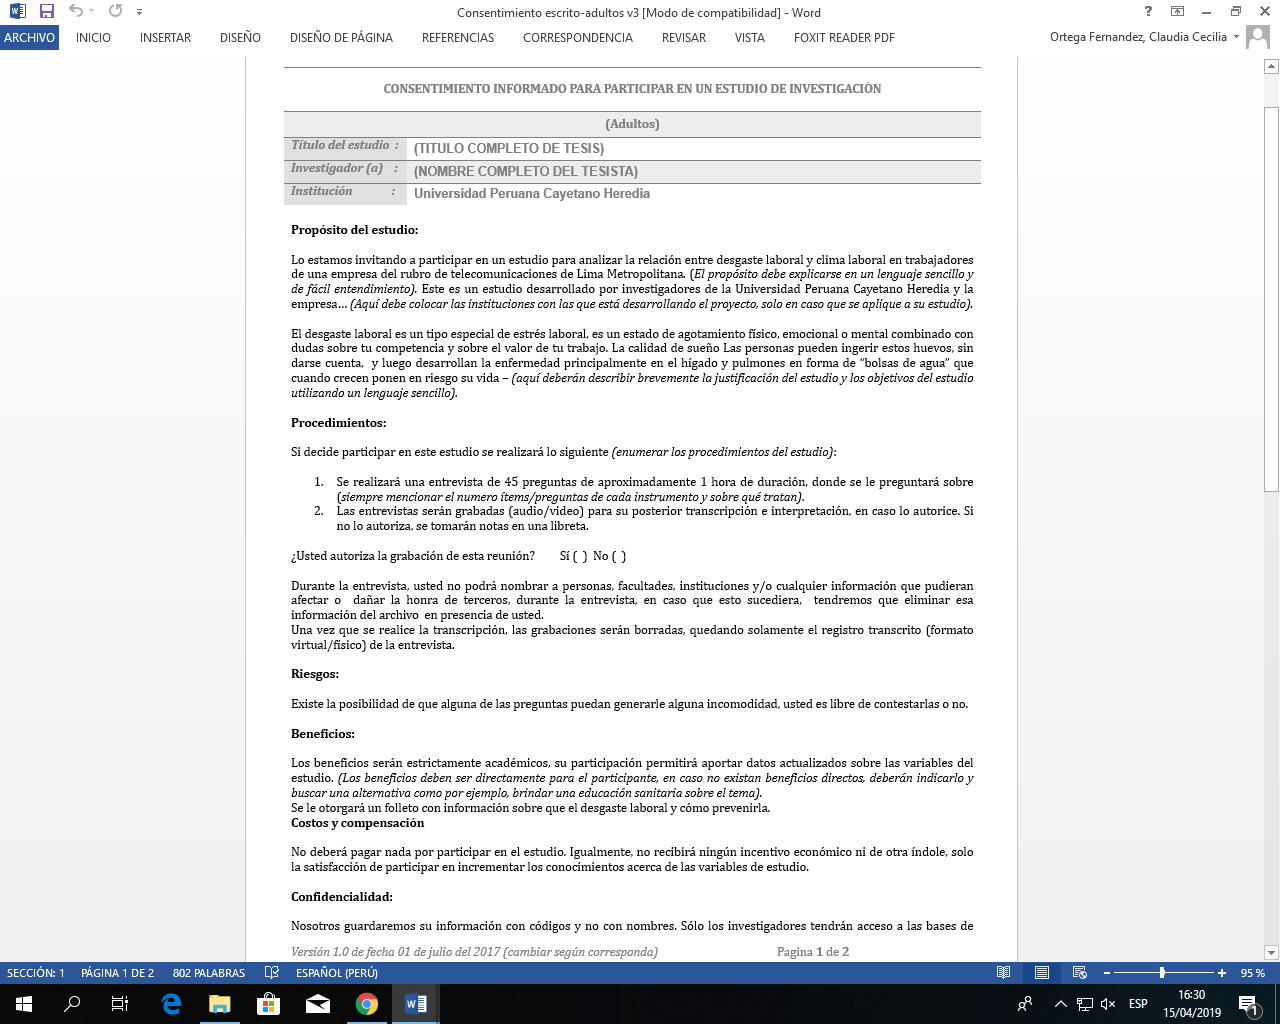 Consentimiento escrito-adultos v3 [Modo de compatibilidad] - Word
ARCHIVO INICIO INSERTAR DISEÑO DISEÑO DE PÁGINA REFERENCIAS CORRESPONDENCIA REVISAR VISTA FOXIT READER PDF Ortega Fernandez, Claudia Cecilia
CONSENTIMIENTO INFORMADO PARA PARTICIPAR EN UN ESTUDIO DE INVESTIGACIÓN
(Adultos)
Título del estudio : (TITULO COMPLETO DE TESIS)
Investigador (a) : (NOMBRE COMPLETO DEL TESISTA)
Institución : Universidad Peruana Cayetano Heredia
Propósito del estudio:
Lo estamos invitando a participar en un estudio para analizar la relación entre desgaste laboral y clima laboral en trabajadores
de una empresa del rubro de telecomunicaciones de Lima Metropolitana. (El propósito debe explicarse en un lenguaje sencillo y
de fácil entendimiento). Este es un estudio desarrollado por investigadores de la Universidad Peruana Cayetano Heredia y la
empresa… (Aquí debe colocar las instituciones con las que está desarrollando el proyecto, solo en caso que se aplique a su estudio).
El desgaste laboral es un tipo especial de estrés laboral, es un estado de agotamiento físico, emocional o mental combinado con
dudas sobre tu competencia y sobre el valor de tu trabajo. La calidad de sueño Las personas pueden ingerir estos huevos, sin
darse cuenta, y luego desarrollan la enfermedad principalmente en el hígado y pulmones en forma de “bolsas de agua” que
cuando crecen ponen en riesgo su vida – (aquí deberán describir brevemente la justificación del estudio y los objetivos del estudio
utilizando un lenguaje sencillo).
Procedimientos:
Si decide participar en este estudio se realizará lo siguiente (enumerar los procedimientos del estudio):
1. Se realizará una entrevista de 45 preguntas de aproximadamente 1 hora de duración, donde se le preguntará sobre
(siempre mencionar el numero ítems/preguntas de cada instrumento y sobre qué tratan).
2. Las entrevistas serán grabadas (audio/video) para su posterior transcripción e interpretación, en caso lo autorice. Si
no lo autoriza, se tomarán notas en una libreta.
¿Usted autoriza la grabación de esta reunión? Sí ( ) No ( )
Durante la entrevista, usted no podrá nombrar a personas, facultades, instituciones y/o cualquier información que pudieran
afectar o dañar la honra de terceros, durante la entrevista, en caso que esto sucediera, tendremos que eliminar esa
información del archivo en presencia de usted.
Una vez que se realice la transcripción, las grabaciones serán borradas, quedando solamente el registro transcrito (formato
virtual/físico) de la entrevista.
Riesgos:
Existe la posibilidad de que alguna de las preguntas puedan generarle alguna incomodidad, usted es libre de contestarlas o no.
Beneficios:
Los beneficios serán estrictamente académicos, su participación permitirá aportar datos actualizados sobre las variables del
estudio. (Los beneficios deben ser directamente para el participante, en caso no existan beneficios directos, deberán indicarlo y
buscar una alternativa como por ejemplo, brindar una educación sanitaria sobre el tema).
Se le otorgará un folleto con información sobre que el desgaste laboral y cómo prevenirla.
Costos y compensación
No deberá pagar nada por participar en el estudio. Igualmente, no recibirá ningún incentivo económico ni de otra índole, solo
la satisfacción de participar en incrementar los conocimientos acerca de las variables de estudio.
Confidencialidad:
Nosotros guardaremos su información con códigos y no con nombres. Sólo los investigadores tendrán acceso a las bases de
Versión 1.0 de fecha 01 de julio del 2017 (cambiar según corresponda) Pagina 1 de 2
SECCIÓN: 1 PÁGINA 1 DE 2 802 PALABRAS ESPAÑOL (PERÚ) 95 %
ESP 16:30
15/04/2019 1